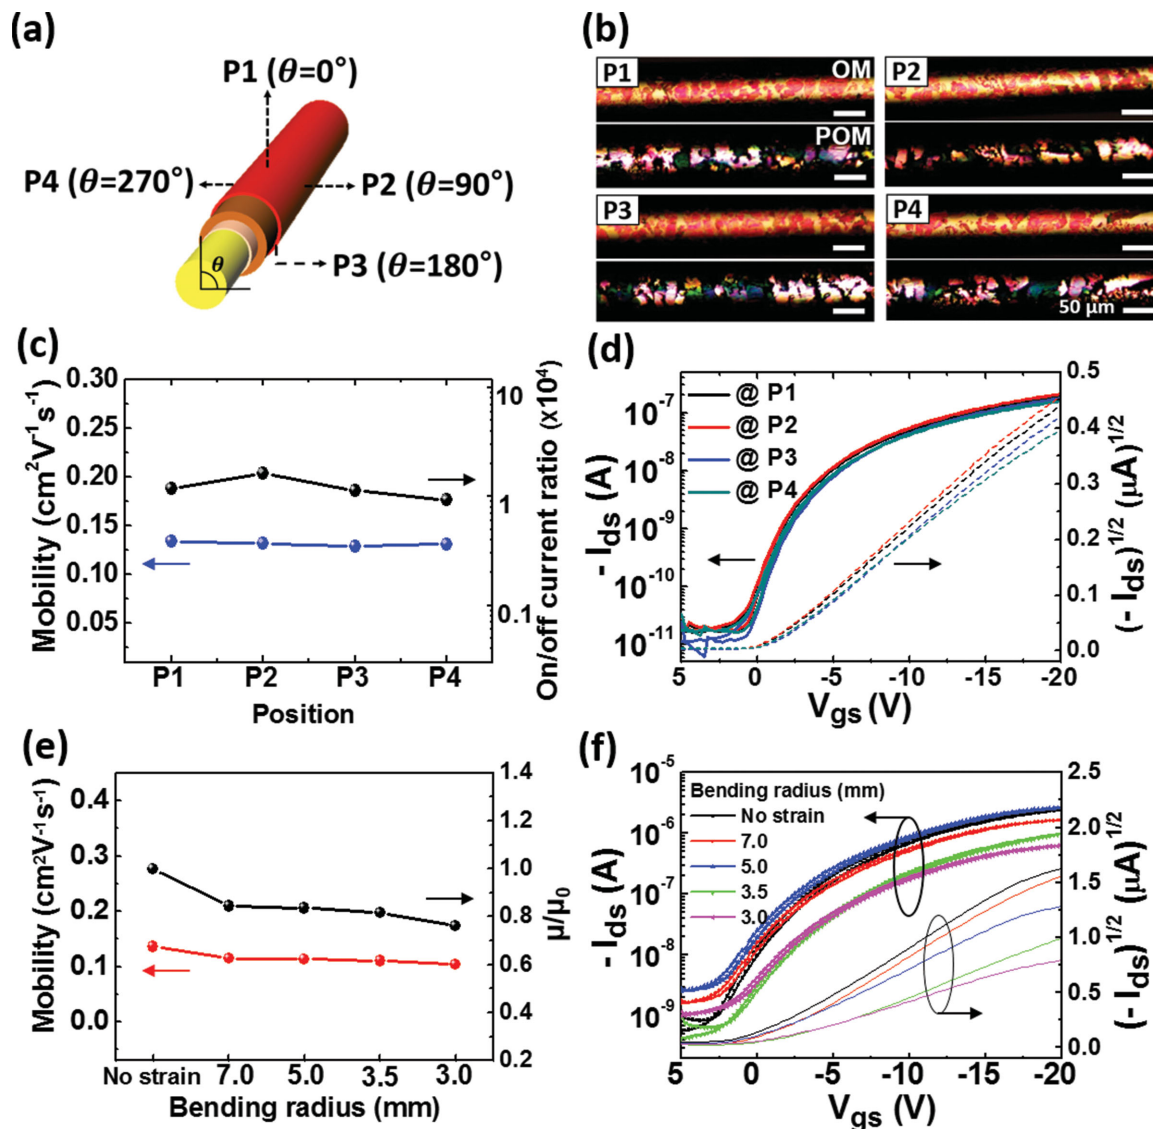 (a)
P1 (θ=0°)
P4 (θ=270°)
P2 (θ=90°)
P3 (θ=180°)
θ
(b)
P1
OM
POM
P2
P3
P4
50 µm
(c)
Mobility (cm²V⁻¹s⁻¹)
0.30
0.25
0.20
0.15
0.10
0.05
P1 P2 P3 P4
Position
10
1
0.1
On/off current ratio (x10⁴)
(d)
- I_ds (A)
10⁻⁷
10⁻⁸
10⁻⁹
10⁻¹⁰
10⁻¹¹
@ P1
@ P2
@ P3
@ P4
5 0 -5 -10 -15 -20
V_gs (V)
0.5
0.4
0.3
0.2
0.1
0.0
(- I_ds)^1/2 (µA)^1/2
(e)
Mobility (cm²V⁻¹s⁻¹)
0.4
0.3
0.2
0.1
0.0
No strain 7.0 5.0 3.5 3.0
Bending radius (mm)
1.4
1.2
1.0
0.8
0.6
0.4
0.2
µ/µ₀
(f)
- I_ds (A)
10⁻⁵
10⁻⁶
10⁻⁷
10⁻⁸
10⁻⁹
Bending radius (mm)
No strain
7.0
5.0
3.5
3.0
5 0 -5 -10 -15 -20
V_gs (V)
2.5
2.0
1.5
1.0
0.5
0.0
(- I_ds)^1/2 (µA)^1/2